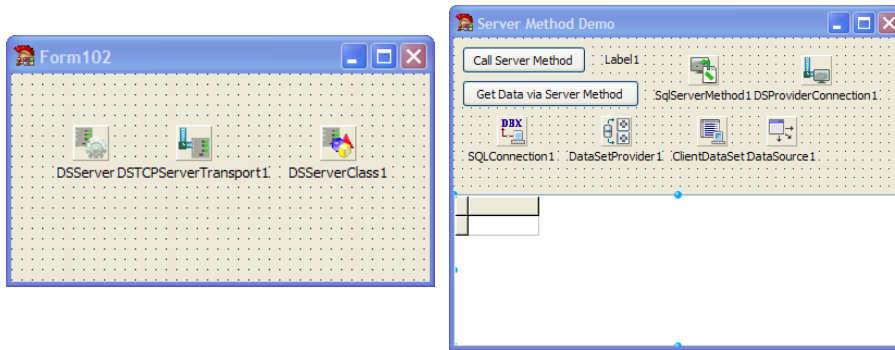 Form102
DSServer DSTCPServerTransport1 DSServerClass1
Server Method Demo
Call Server Method Label1
Get Data via Server Method SqlServerMethod1 DSProviderConnection1
DBX
SQLConnection1 DataSetProvider1 ClientDataSet DataSource1